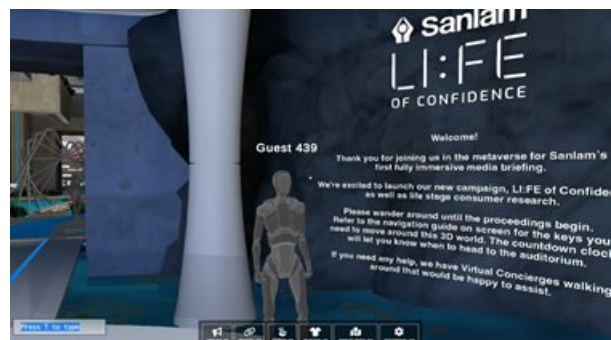 Sanlam
LI:FE
OF CONFIDENCE
Welcome!
Guest 439
Thank you for joining us in the metaverse for Sanlam's
first fully immersive media briefing.
We're excited to launch our new campaign, LI:FE of Confide
as well as life stage consumer research.
Please wander around until the proceedings begin.
Refer to the navigation guide on screen for the keys you
need to move around this 3D world. The countdown clock
will let you know when to head to the auditorium.
If you need any help, we have Virtual Concierges walking
around that would be happy to assist.
Press T to type